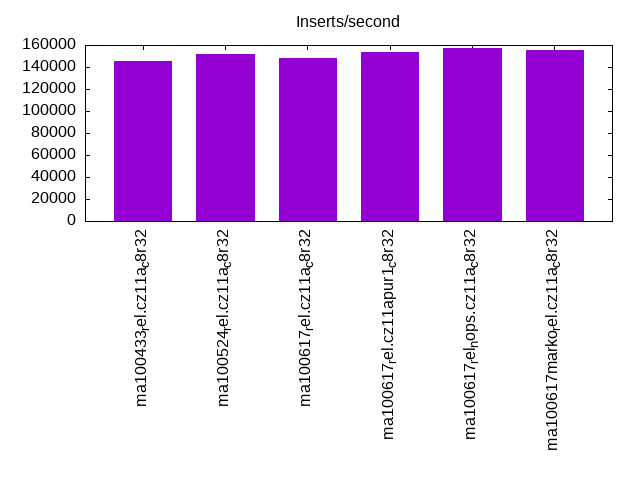 Inserts/second
160000
140000
120000
100000
80000
60000
40000
20000
0
ma100433rel.cz11ac8r32
ma100524rel.cz11ac8r32
ma100617rel.cz11ac8r32
ma100617rel.cz11apur1c8r32
ma100617relnops.cz11ac8r32
ma100617markorel.cz11ac8r32